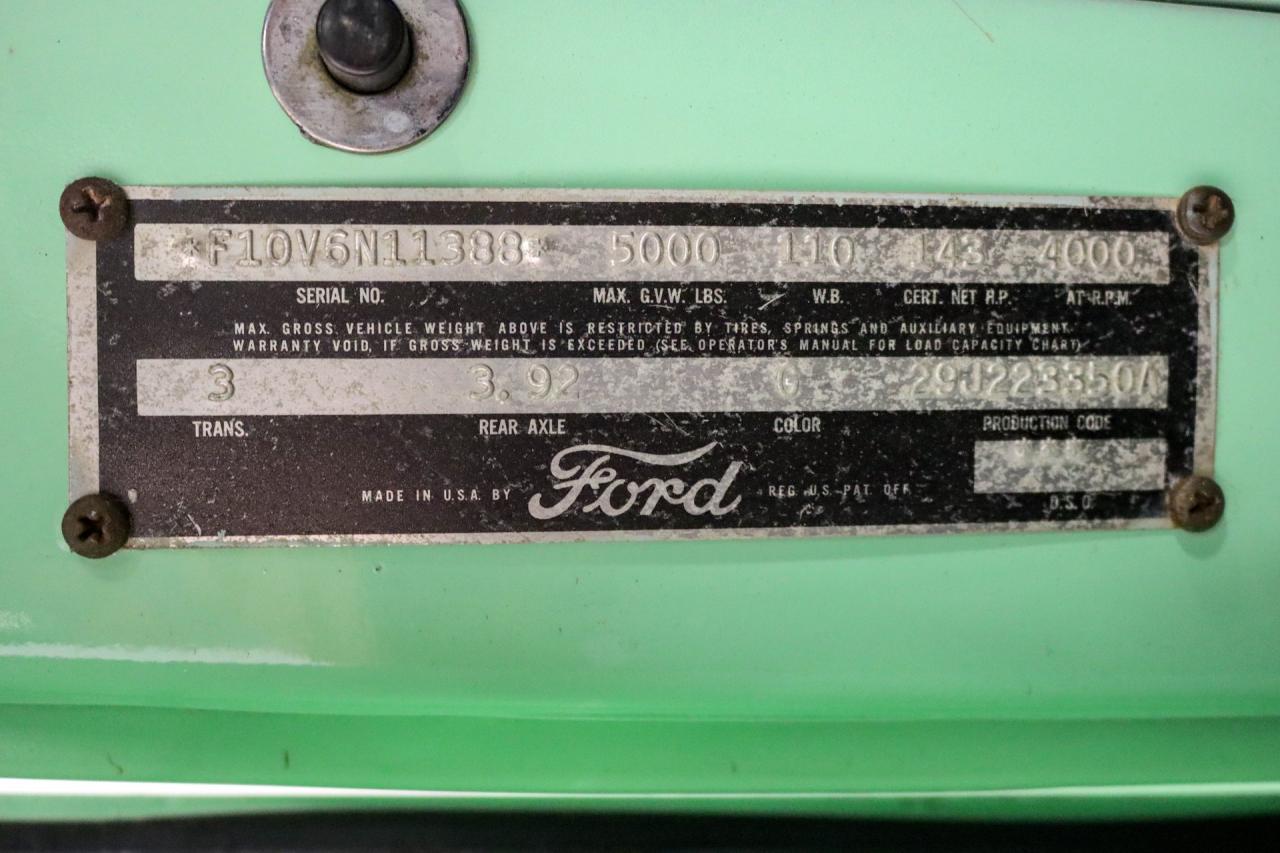 *F10V6N11388* 5000 110 143 4000
SERIAL NO. MAX. G.V.W. LBS. W.B. CERT. NET H.P. AT R.P.M.
MAX. GROSS VEHICLE WEIGHT ABOVE IS RESTRICTED BY TIRES, SPRINGS AND AUXILIARY EQUIPMENT.
WARRANTY VOID, IF GROSS WEIGHT IS EXCEEDED (SEE OPERATOR'S MANUAL FOR LOAD CAPACITY CHART)
3 3.92 G 29J223350A
TRANS. REAR AXLE COLOR PRODUCTION CODE
MADE IN U.S.A. BY Ford REG. U.S. PAT. OFF.
D.S.O.